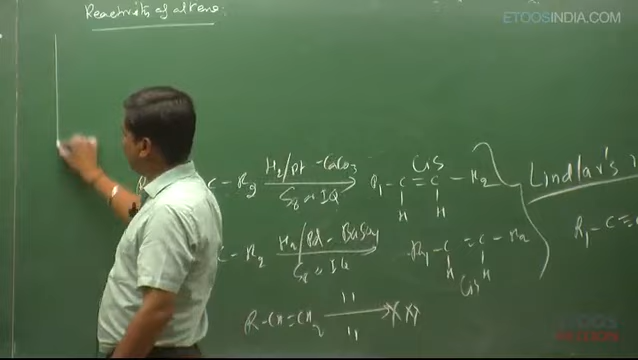 Reactivity of alkene:
ETOOSINDIA.COM
C - R2 H2/Pt - CaCO3 S8 or IQ R1 - C = C - R2 Cis
H H
Lindlar's
R1 - C ≡ C
C - R2 H2/Pd - BaSO4 S8 or IQ R1 - C = C - R2
H H
Cis
R - CH = CH2 " " XX